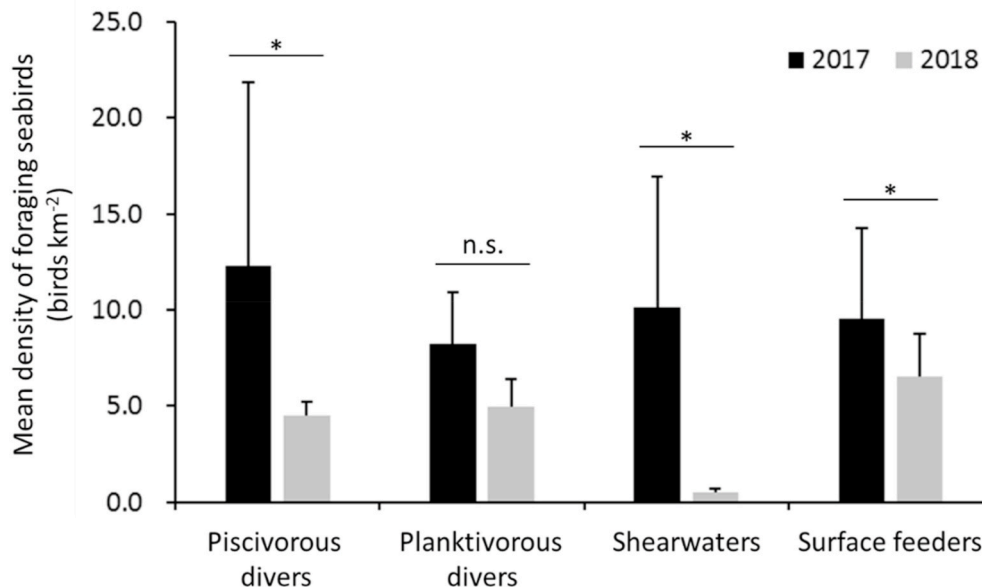 Mean density of foraging seabirds
(birds km⁻²)
25.0
20.0
15.0
10.0
5.0
0.0
*
n.s.
*
*
2017
2018
Piscivorous
divers
Planktivorous
divers
Shearwaters
Surface feeders